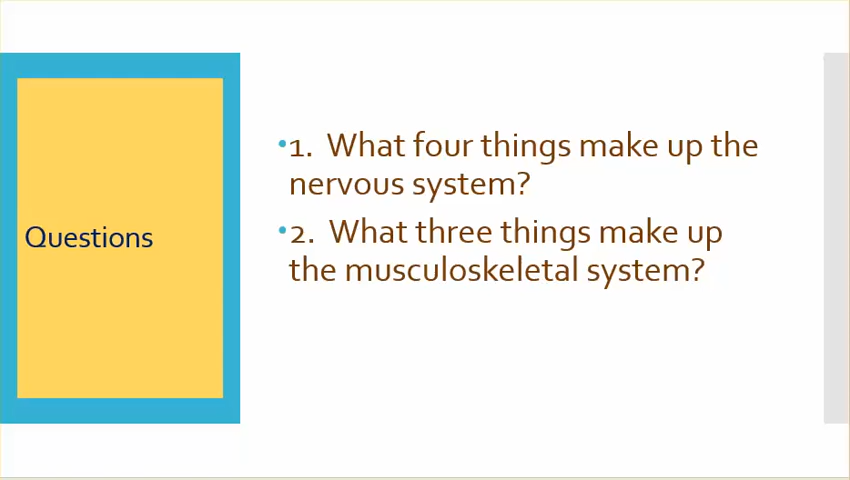 Questions
•1. What four things make up the
nervous system?
•2. What three things make up
the musculoskeletal system?